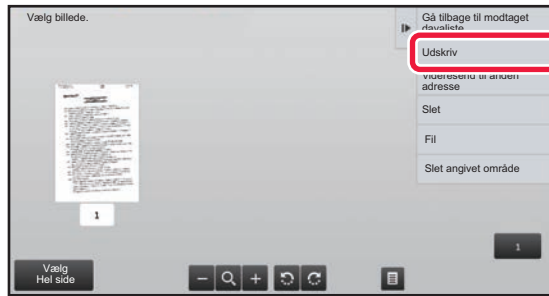 Vælg billede.
Gå tilbage til modtaget
dayaliste
Udskriv
Videresend til anden
adresse
Slet
Fil
Slet angivet område
1
1
Vælg
Hel side